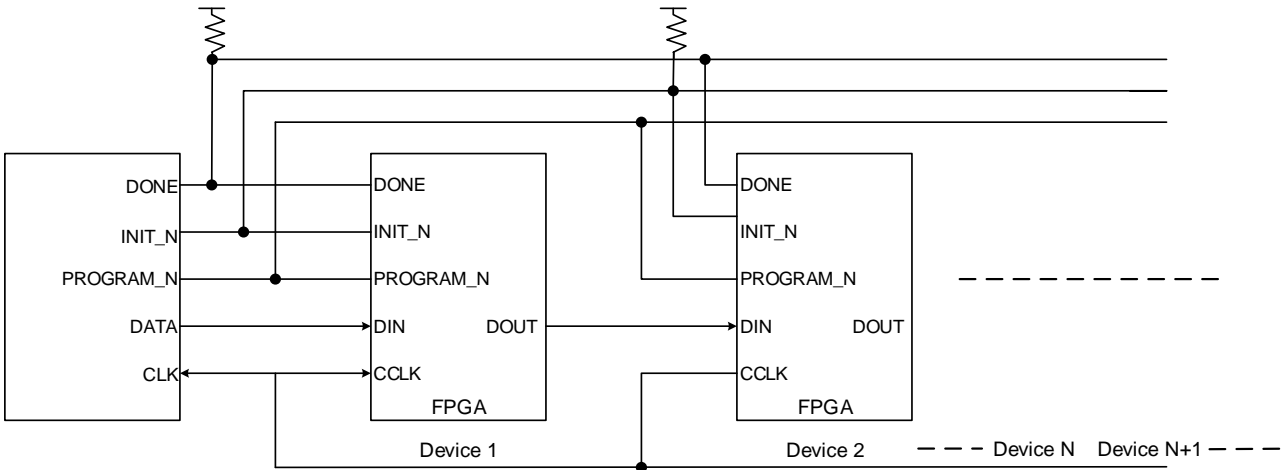 DONE
INIT_N
PROGRAM_N
DATA
CLK
DONE
INIT_N
PROGRAM_N
DIN
DOUT
CCLK
FPGA
Device 1
DONE
INIT_N
PROGRAM_N
DIN
DOUT
CCLK
FPGA
Device 2
Device N
Device N+1